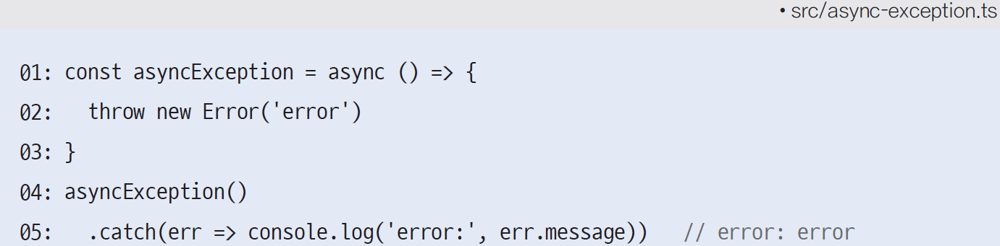 • src/async-exception.ts
01: const asyncException = async () => {
02:   throw new Error('error')
03: }
04: asyncException()
05:   .catch(err => console.log('error:', err.message))   // error: error